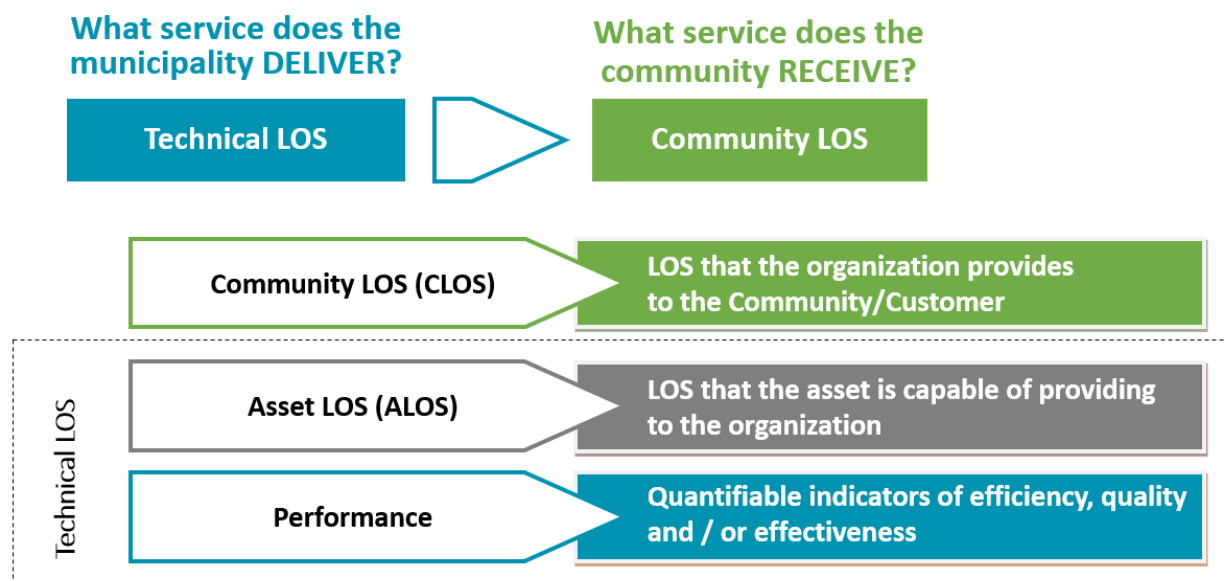 What service does the
municipality DELIVER?
What service does the
community RECEIVE?
Technical LOS
Community LOS
Community LOS (CLOS)
LOS that the organization provides
to the Community/Customer
Technical LOS
Asset LOS (ALOS)
LOS that the asset is capable of providing
to the organization
Performance
Quantifiable indicators of efficiency, quality
and / or effectiveness